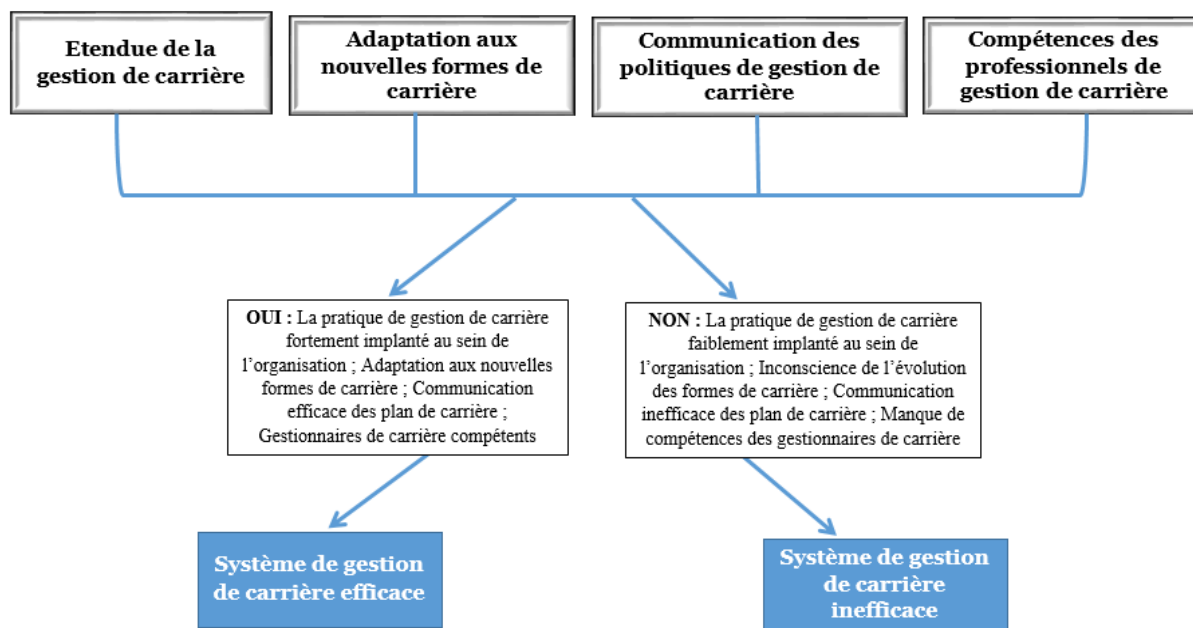 Etendue de la
gestion de carrière
Adaptation aux
nouvelles formes de
carrière
Communication des
politiques de gestion de
carrière
Compétences des
professionnels de
gestion de carrière
OUI : La pratique de gestion de carrière
fortement implanté au sein de
l’organisation ; Adaptation aux nouvelles
formes de carrière ; Communication
efficace des plan de carrière ;
Gestionnaires de carrière compétents
NON : La pratique de gestion de carrière
faiblement implanté au sein de
l’organisation ; Inconscience de l’évolution
des formes de carrière ; Communication
inefficace des plan de carrière ; Manque de
compétences des gestionnaires de carrière
Système de gestion
de carrière efficace
Système de gestion
de carrière
inefficace